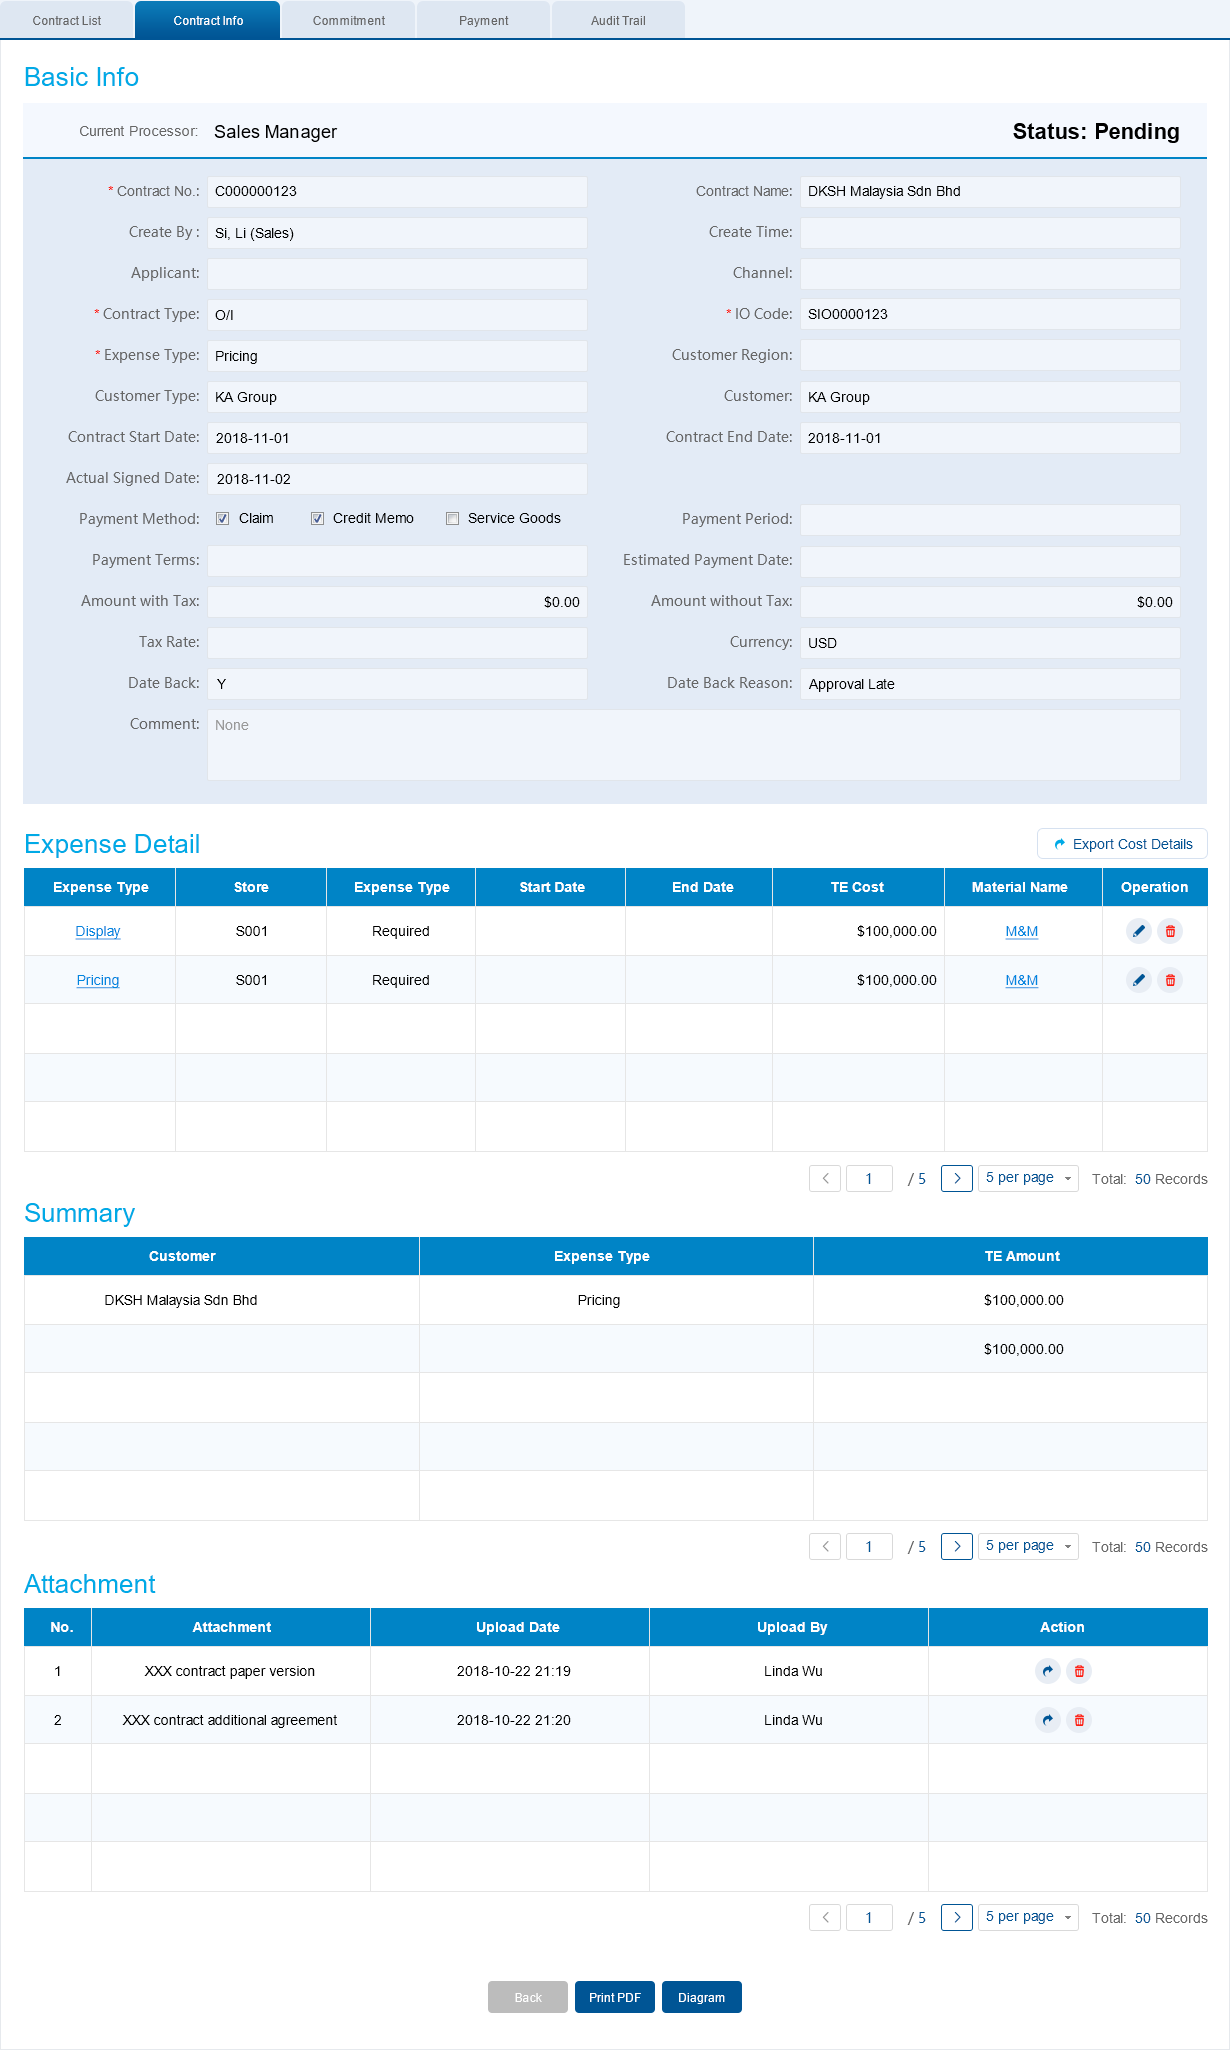 Contract List Contract Info Commitment Payment Audit Trail
Basic Info
Current Processor: Sales Manager Status: Pending
* Contract No.: C000000123 Contract Name: DKSH Malaysia Sdn Bhd
Create By : Si, Li (Sales) Create Time:
Applicant: Channel:
* Contract Type: O/I * IO Code: SIO0000123
* Expense Type: Pricing Customer Region:
Customer Type: KA Group Customer: KA Group
Contract Start Date: 2018-11-01 Contract End Date: 2018-11-01
Actual Signed Date: 2018-11-02
Payment Method: Claim Credit Memo Service Goods Payment Period:
Payment Terms: Estimated Payment Date:
Amount with Tax: $0.00 Amount without Tax: $0.00
Tax Rate: Currency: USD
Date Back: Y Date Back Reason: Approval Late
Comment: None
Expense Detail Export Cost Details
Expense Type Store Expense Type Start Date End Date TE Cost Material Name Operation
Display S001 Required $100,000.00 M&M
Pricing S001 Required $100,000.00 M&M
1 / 5 5 per page Total: 50 Records
Summary
Customer Expense Type TE Amount
DKSH Malaysia Sdn Bhd Pricing $100,000.00
$100,000.00
1 / 5 5 per page Total: 50 Records
Attachment
No. Attachment Upload Date Upload By Action
1 XXX contract paper version 2018-10-22 21:19 Linda Wu
2 XXX contract additional agreement 2018-10-22 21:20 Linda Wu
1 / 5 5 per page Total: 50 Records
Back Print PDF Diagram